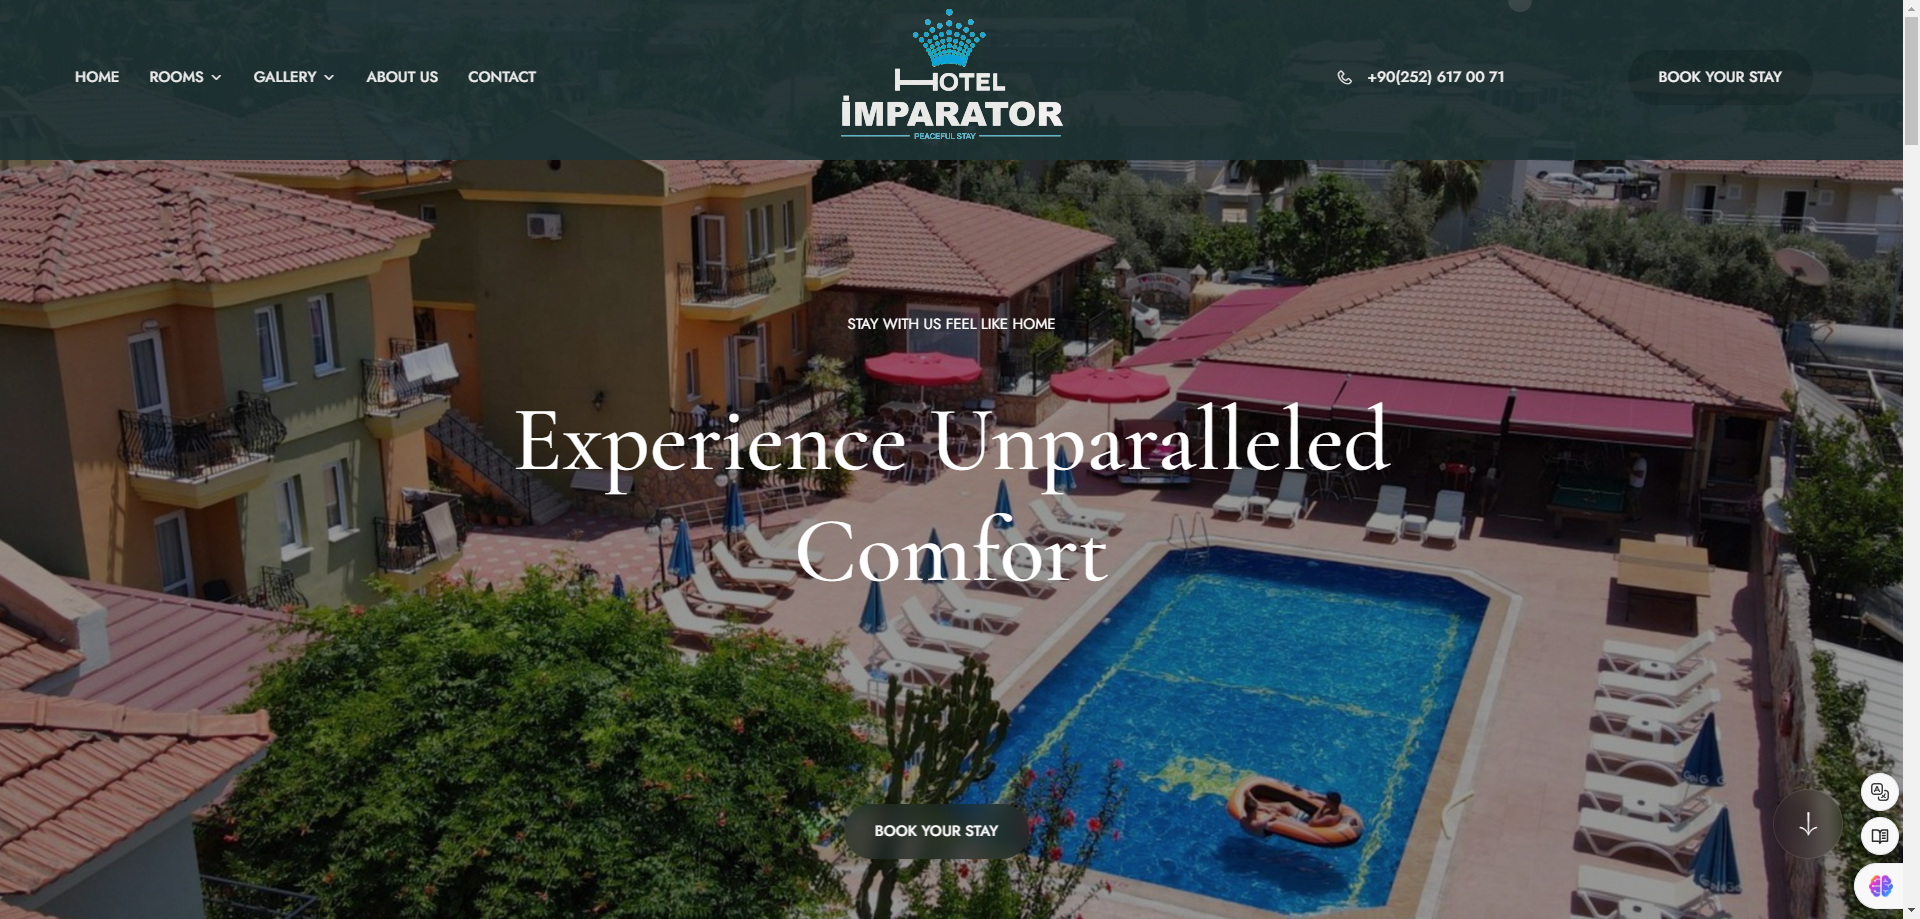 HOME
ROOMS
GALLERY
ABOUT US
CONTACT
HOTEL
İMPARATOR
PEACEFUL STAY
+90(252) 617 00 71
BOOK YOUR STAY
STAY WITH US FEEL LIKE HOME
Experience Unparalleled
Comfort
BOOK YOUR STAY